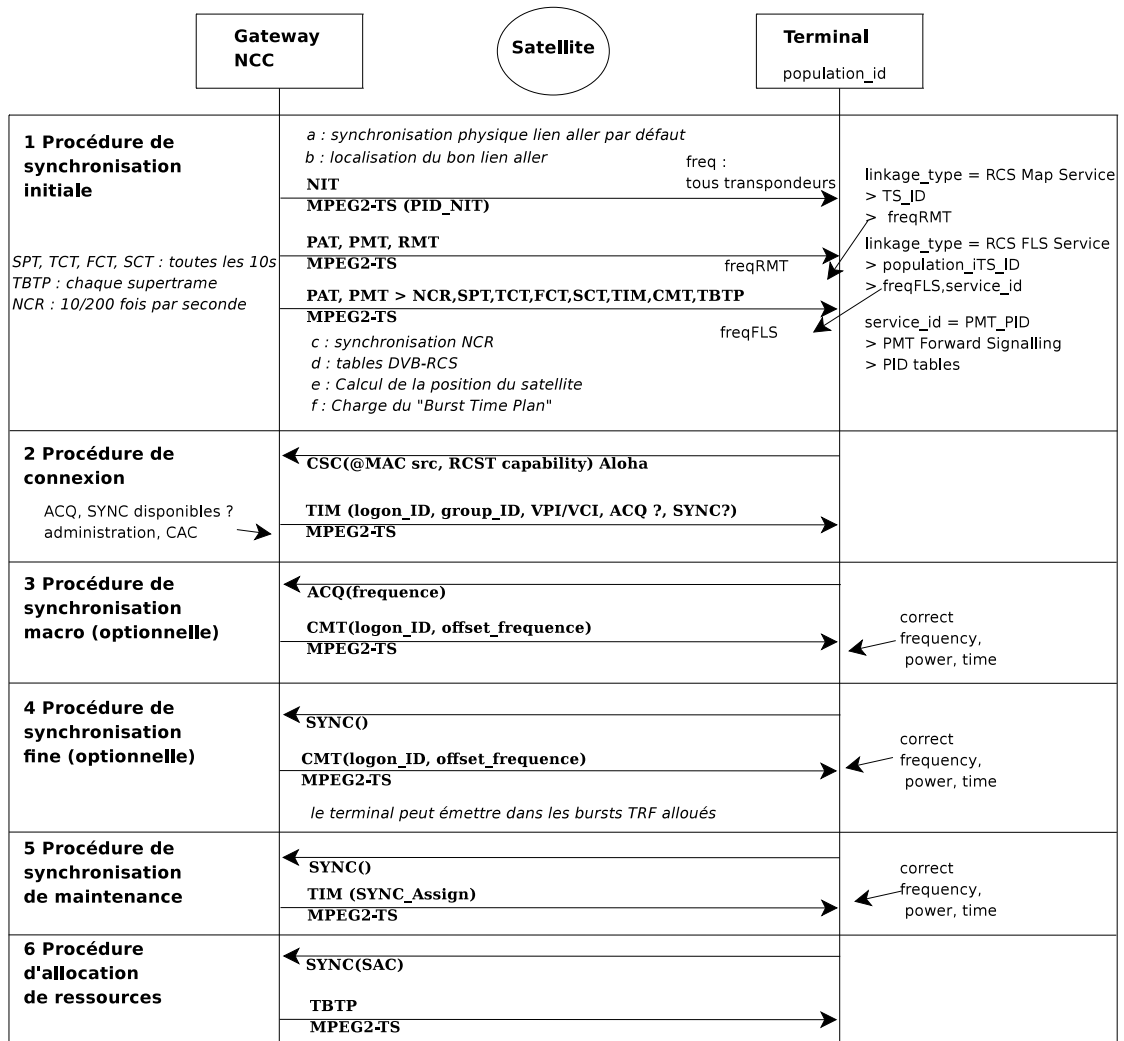 Gateway
NCC
Satellite
Terminal
population_id
1 Procédure de
synchronisation
initiale
a : synchronisation physique lien aller par défaut
b : localisation du bon lien aller
freq :
tous transpondeurs
NIT
MPEG2-TS (PID_NIT)
linkage_type = RCS Map Service
> TS_ID
> freqRMT
PAT, PMT, RMT
MPEG2-TS
freqRMT
linkage_type = RCS FLS Service
> population_iTS_ID
> freqFLS,service_id
SPT, TCT, FCT, SCT : toutes les 10s
TBTP : chaque supertrame
NCR : 10/200 fois par seconde
PAT, PMT > NCR,SPT,TCT,FCT,SCT,TIM,CMT,TBTP
MPEG2-TS
freqFLS
service_id = PMT_PID
> PMT Forward Signalling
> PID tables
c : synchronisation NCR
d : tables DVB-RCS
e : Calcul de la position du satellite
f : Charge du "Burst Time Plan"
2 Procédure de
connexion
CSC(@MAC src, RCST capability) Aloha
ACQ, SYNC disponibles ?
administration, CAC
TIM (logon_ID, group_ID, VPI/VCI, ACQ ?, SYNC?)
MPEG2-TS
3 Procédure de
synchronisation
macro (optionnelle)
ACQ(frequence)
CMT(logon_ID, offset_frequence)
MPEG2-TS
correct
frequency,
power, time
4 Procédure de
synchronisation
fine (optionnelle)
SYNC()
CMT(logon_ID, offset_frequence)
MPEG2-TS
correct
frequency,
power, time
le terminal peut émettre dans les bursts TRF alloués
5 Procédure de
synchronisation
de maintenance
SYNC()
TIM (SYNC_Assign)
MPEG2-TS
correct
frequency,
power, time
6 Procédure
d'allocation
de ressources
SYNC(SAC)
TBTP
MPEG2-TS